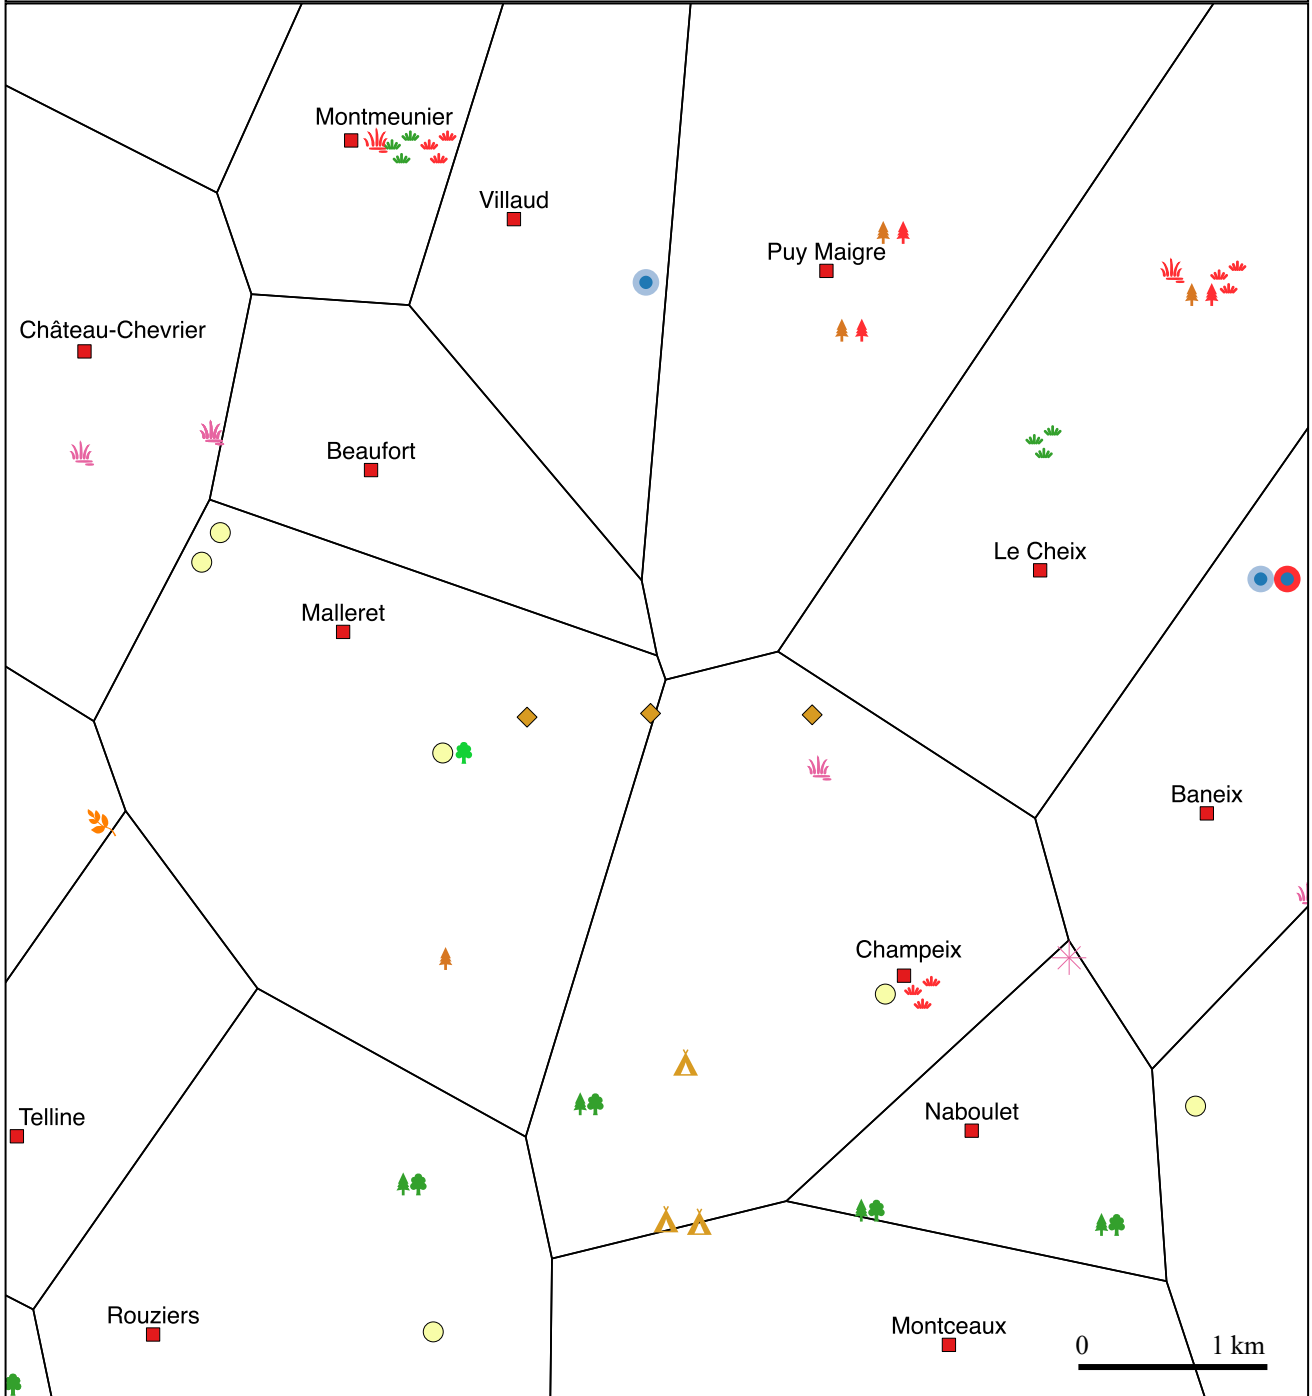 Montmeunier
Villaud
Puy Maigre
Château-Chevrier
Beaufort
Le Cheix
Malleret
Baneix
Champeix
Telline
Naboulet
Rouziers
Montceaux
0 1 km